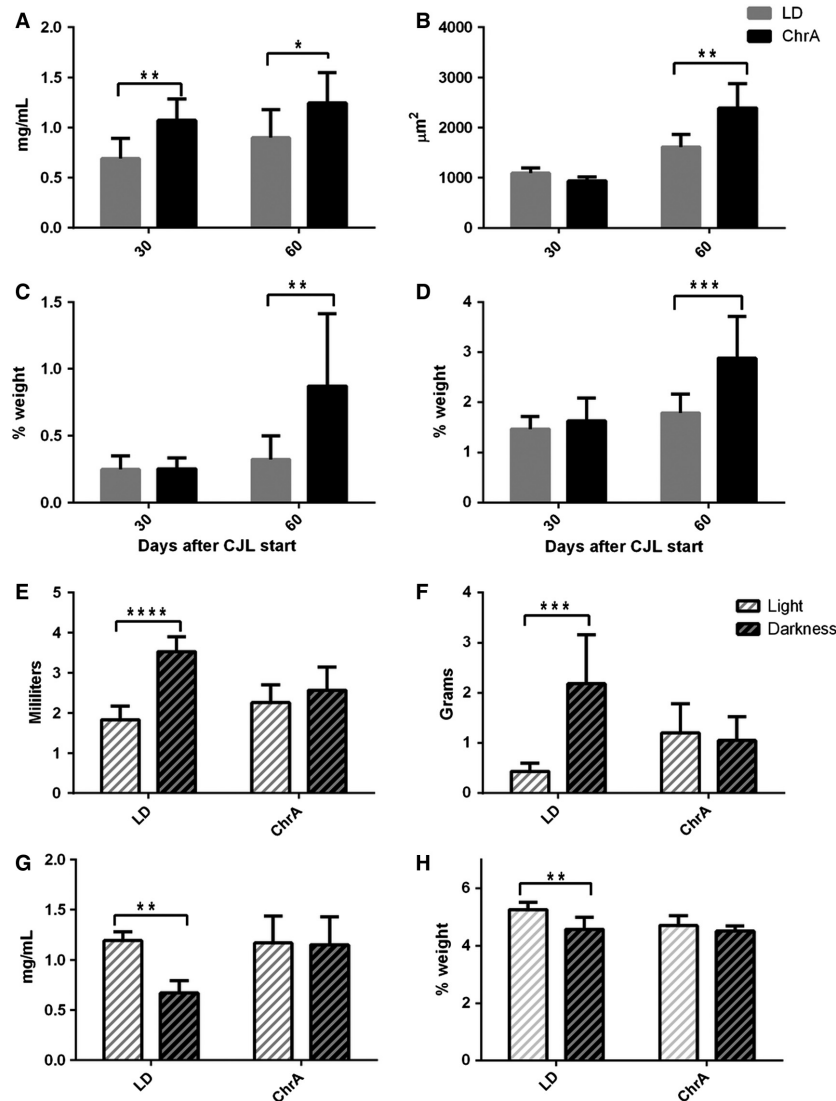 A
mg/mL
2.0
1.5
1.0
0.5
0.0
**
*
30
60
B
LD
ChrA
μm2
4000
3000
2000
1000
0
**
30
60
C
% weight
1.5
1.0
0.5
0.0
**
30
60
Days after CJL start
D
% weight
4
3
2
1
0
***
30
60
Days after CJL start
E
Mililiters
5
4
3
2
1
0
****
LD
ChrA
F
Light
Darkness
Grams
4
3
2
1
0
***
LD
ChrA
G
mg/mL
2.0
1.5
1.0
0.5
0.0
**
LD
ChrA
H
% weight
6
4
2
0
**
LD
ChrA